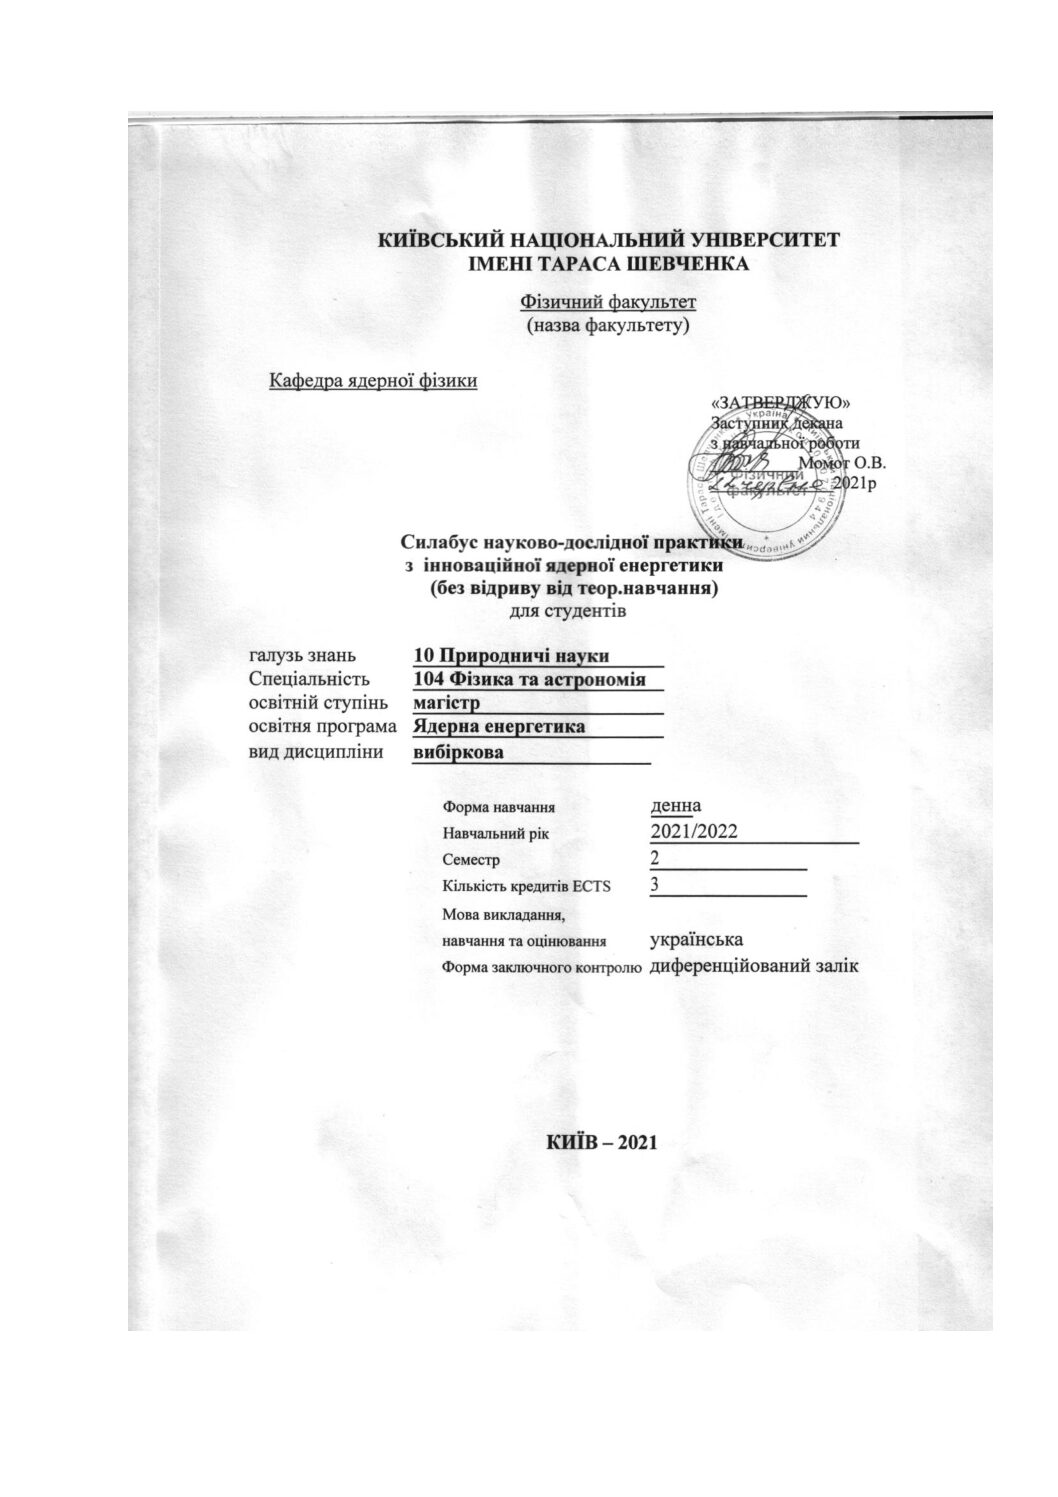 КИЇВСЬКИЙ НАЦІОНАЛЬНИЙ УНІВЕРСИТЕТ
ІМЕНІ ТАРАСА ШЕВЧЕНКА
Фізичний факультет
(назва факультету)
Кафедра ядерної фізики
«ЗАТВЕРДЖУЮ»
Заступник декана
з навчальної роботи
Момот О.В.
2021р
Україна
Фізичний
факультет
Силабус науково-дослідної практики
з інноваційної ядерної енергетики
(без відриву від теор.навчання)
для студентів
галузь знань 10 Природничі науки
Спеціальність 104 Фізика та астрономія
освітній ступінь магістр
освітня програма Ядерна енергетика
вид дисципліни вибіркова
Форма навчання денна
Навчальний рік 2021/2022
Семестр 2
Кількість кредитів ECTS 3
Мова викладання,
навчання та оцінювання українська
Форма заключного контролю диференційований залік
КИЇВ – 2021